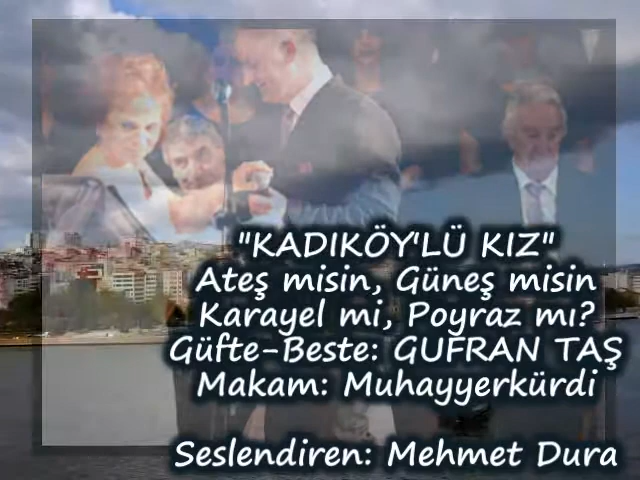 "KADIKÖY'LÜ KIZ"
Ateş misin, Güneş misin
Karayel mi, Poyraz mı?
Güfte-Beste: GUFRAN TAŞ
Makam: Muhayyerkürdi
Seslendiren: Mehmet Dura